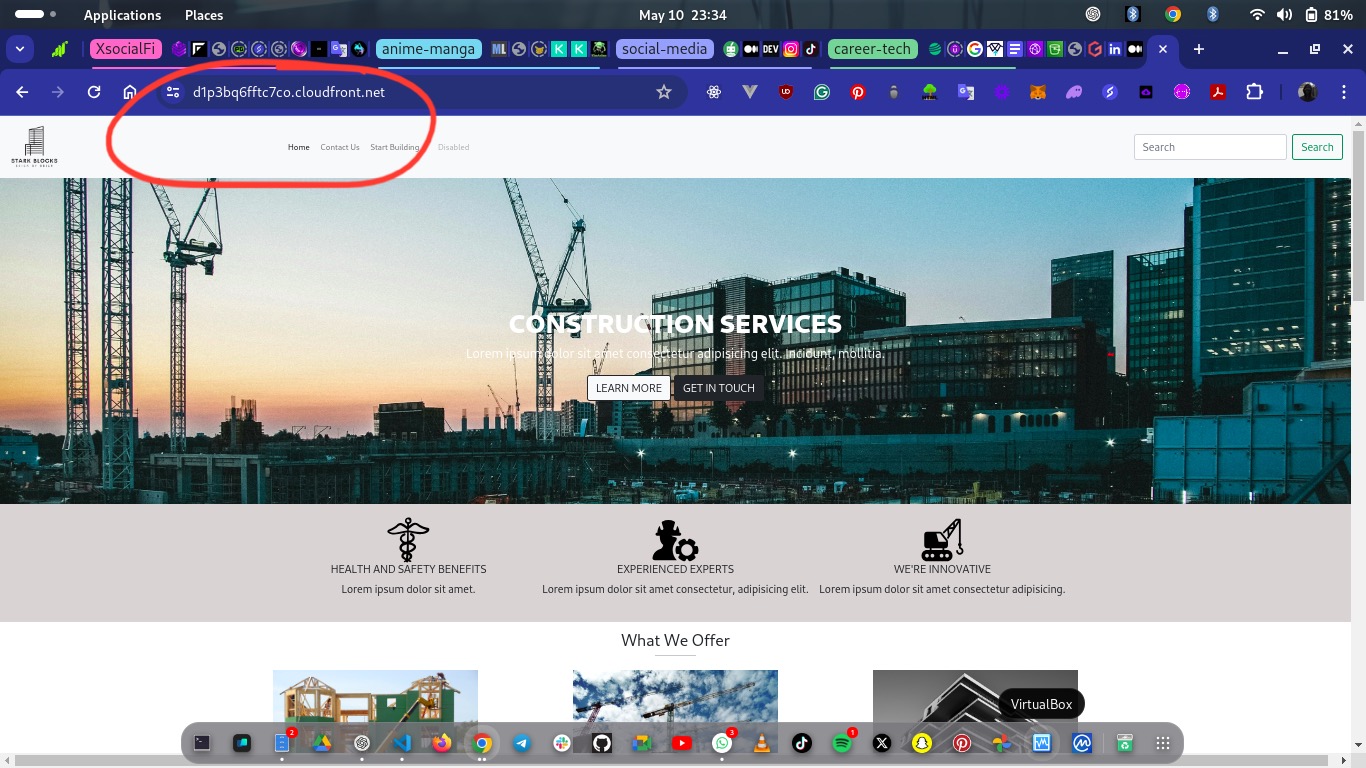 Applications Places May 10 23:34 81%
XsocialFi anime-manga social-media career-tech
d1p3bq6fftc7co.cloudfront.net
STARK BLOCKS
Home Contact Us Start Building Disabled Search Search
CONSTRUCTION SERVICES
Lorem ipsum dolor sit amet consectetur adipisicing elit. Incidunt, mollitia.
LEARN MORE GET IN TOUCH
HEALTH AND SAFETY BENEFITS EXPERIENCED EXPERTS WE'RE INNOVATIVE
Lorem ipsum dolor sit amet. Lorem ipsum dolor sit amet consectetur, adipisicing elit. Lorem ipsum dolor sit amet consectetur adipisicing.
What We Offer
VirtualBox